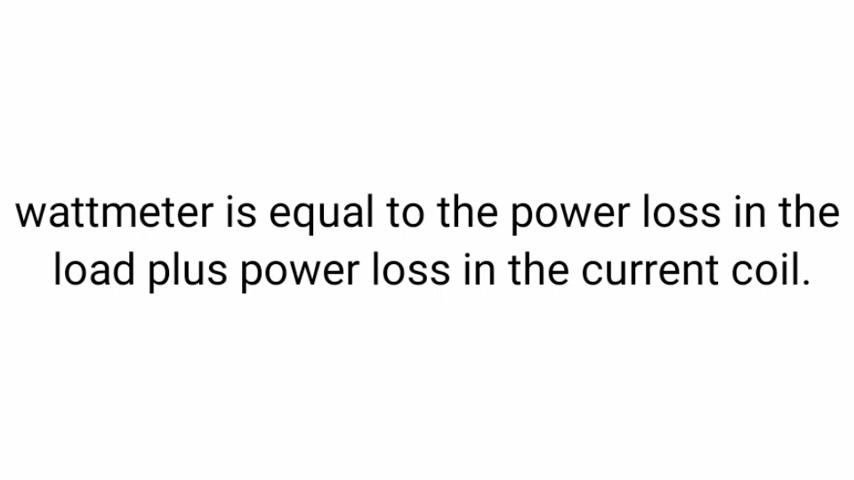 wattmeter is equal to the power loss in the
load plus power loss in the current coil.